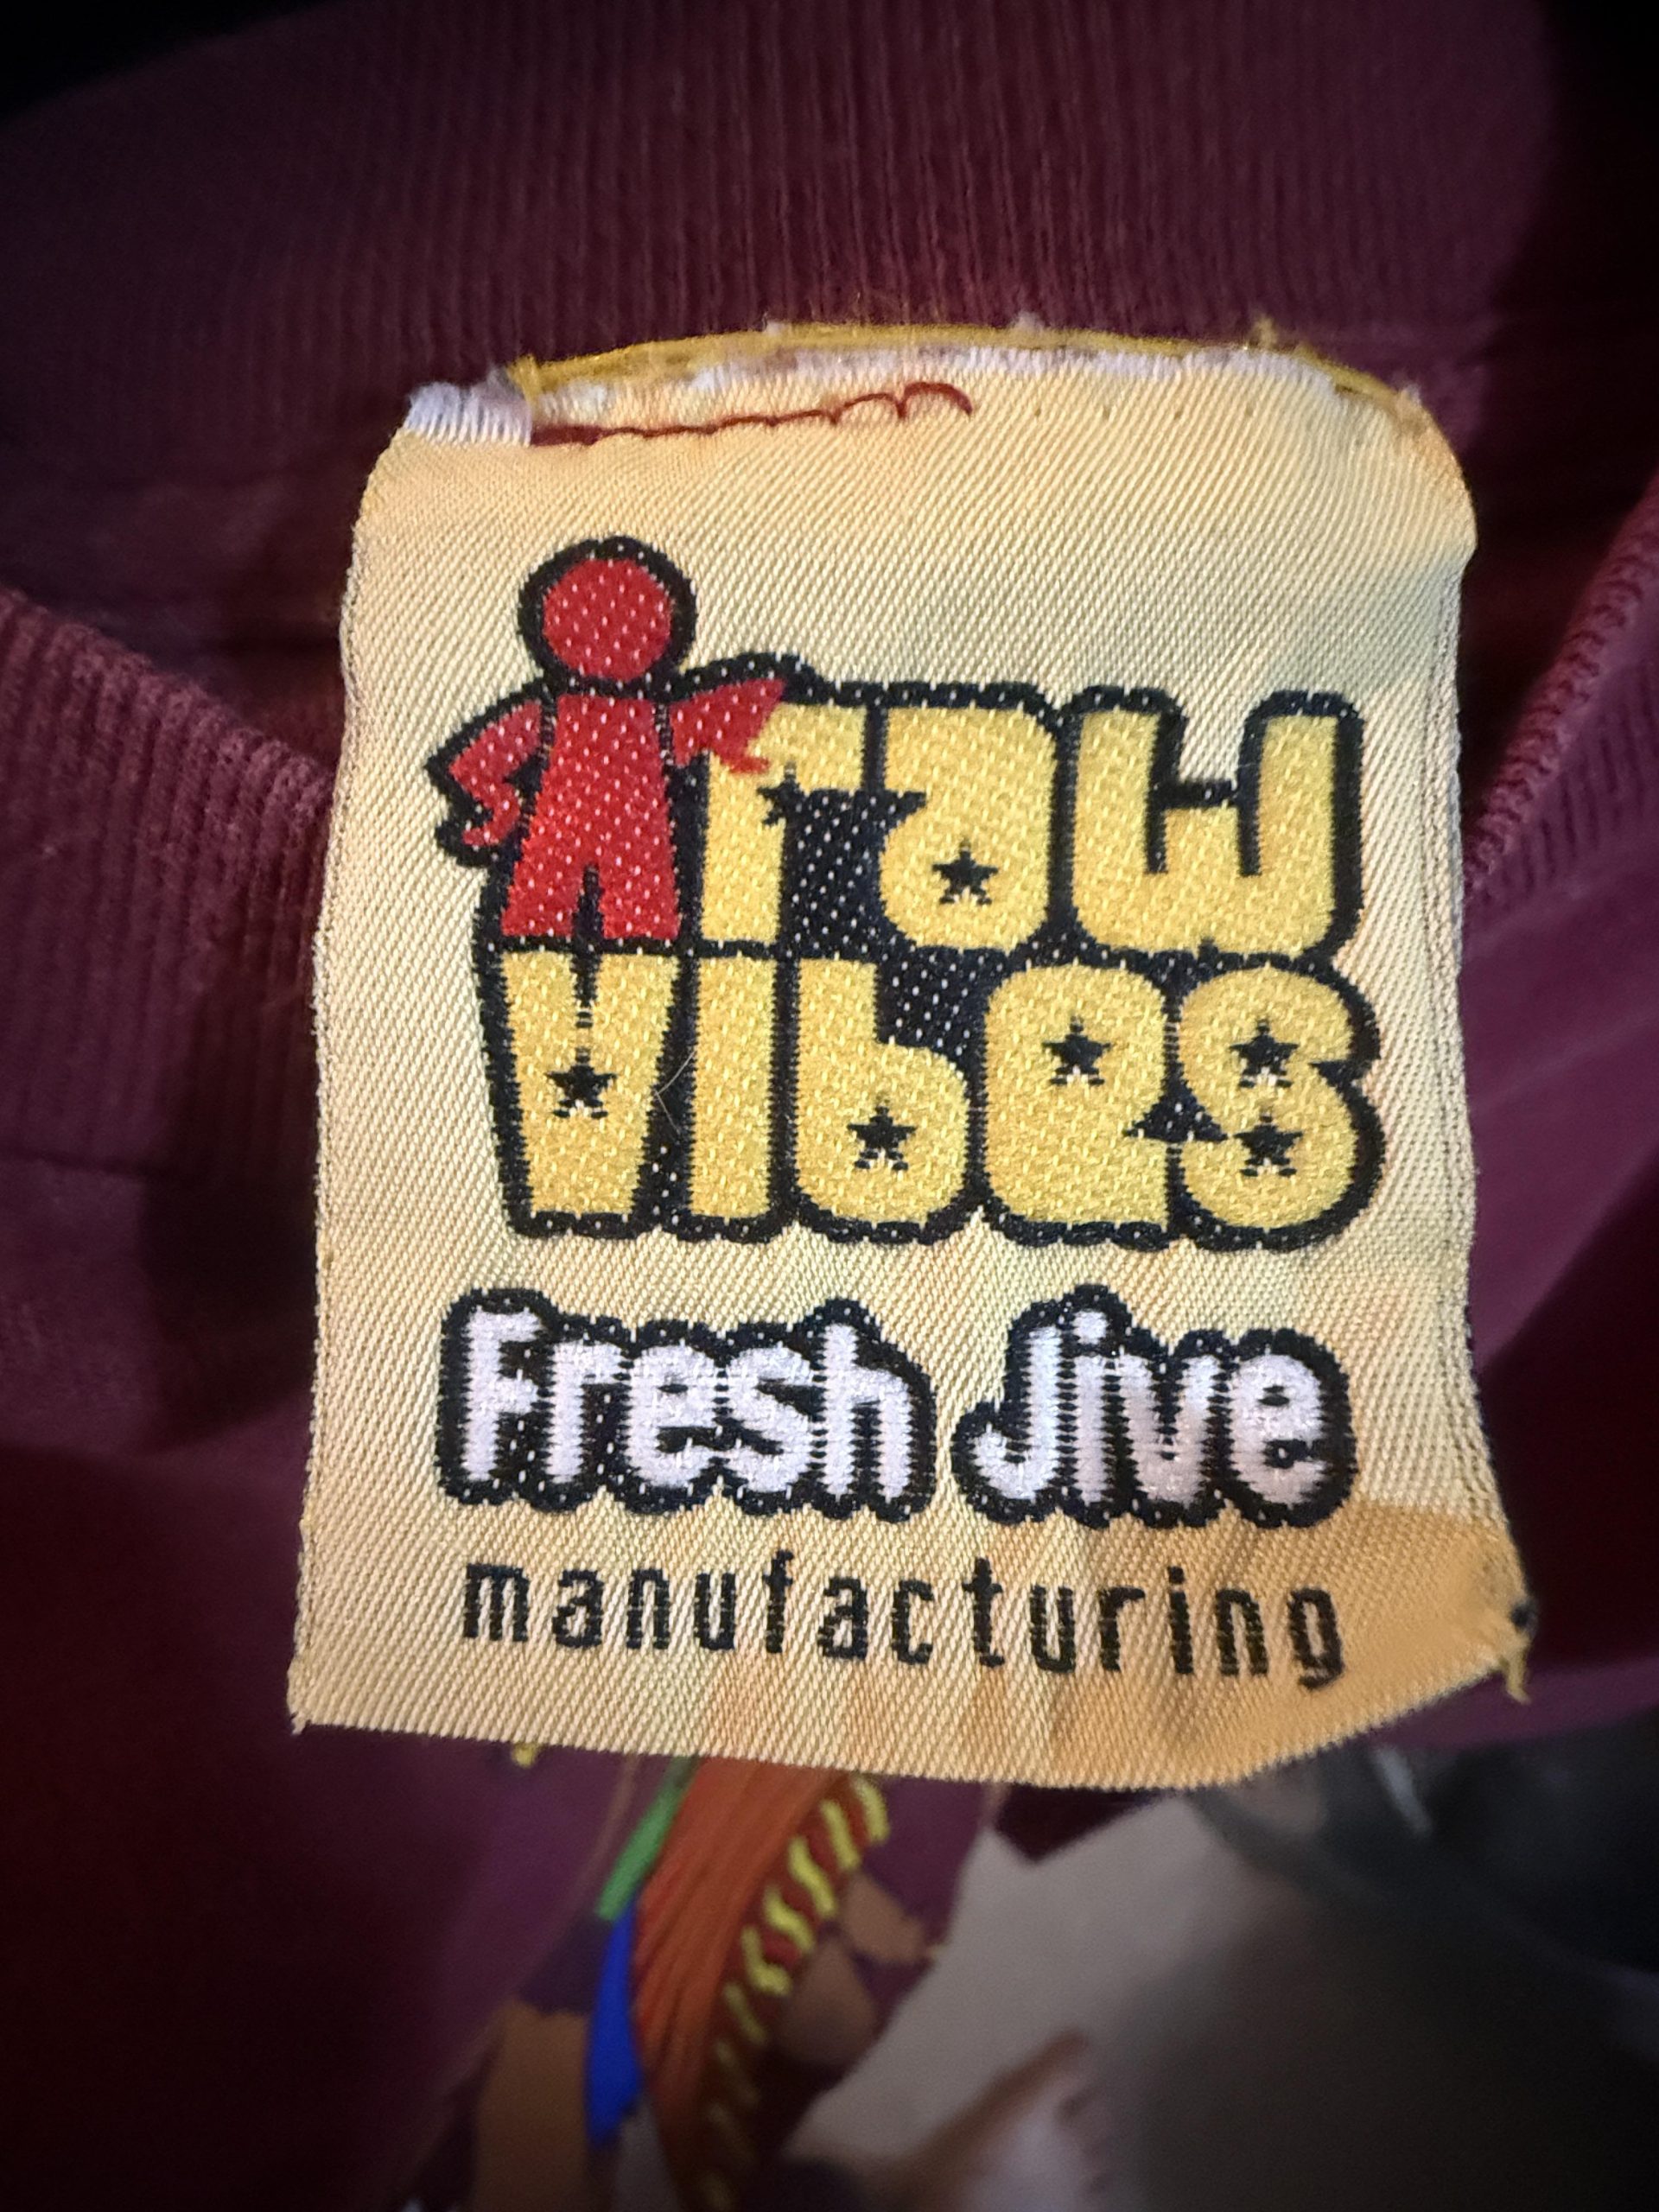 raw
vibes
Fresh Jive
manufacturing